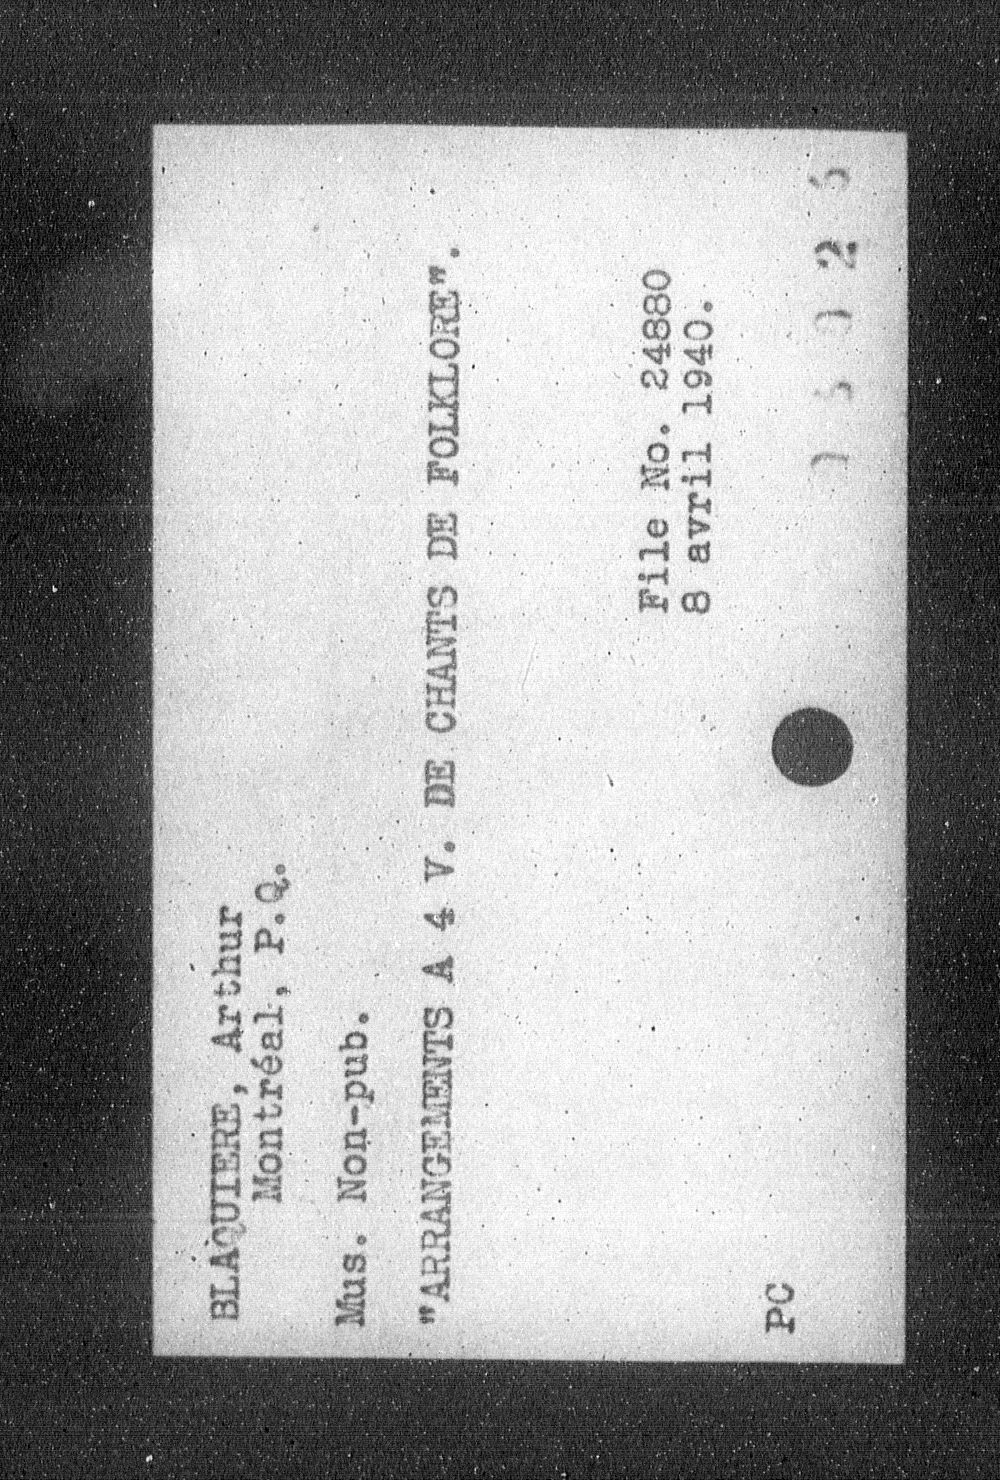 BLAQUIERE, Arthur
Montréal, P.Q.
Mus. Non-pub.
"ARRANGEMENTS A 4 V. DE CHANTS DE FOLKLORE".
File No. 24880
8 avril 1940.
PC